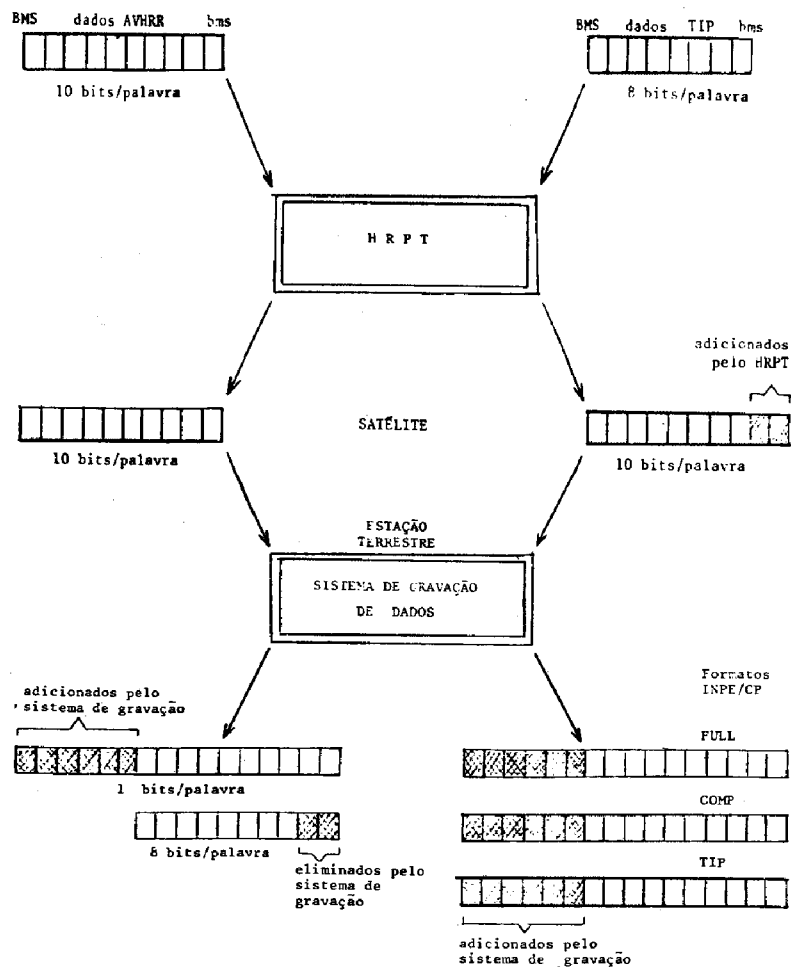 BMS dados AVHRR bms
10 bits/palavra
BMS dados TIP bms
8 bits/palavra
H R P T
adicionados
pelo HRPT
10 bits/palavra
SATÉLITE
10 bits/palavra
ESTAÇÃO
TERRESTRE
SISTEMA DE GRAVAÇÃO
DE DADOS
adicionados pelo
sistema de gravação
1 bits/palavra
8 bits/palavra
eliminados pelo
sistema de
gravação
Formatos
INPE/CP
FULL
COMP
TIP
adicionados pelo
sistema de gravação